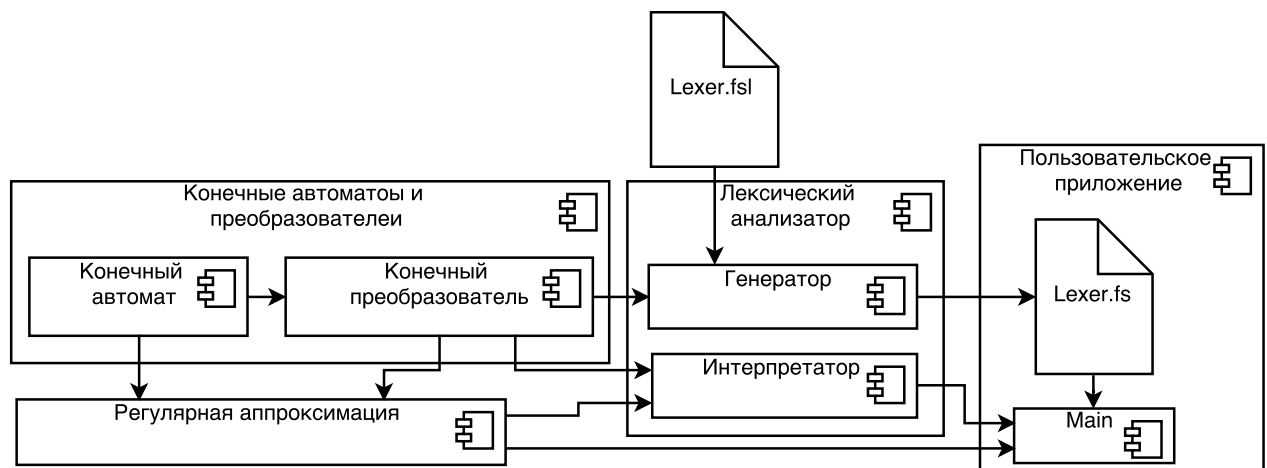 Lexer.fsl
Пользовательское
приложение
Конечные автоматоы и
преобразователеи
Лексический
анализатор
Конечный
автомат
Конечный
преобразователь
Генератор
Lexer.fs
Интерпретатор
Регулярная аппроксимация
Main